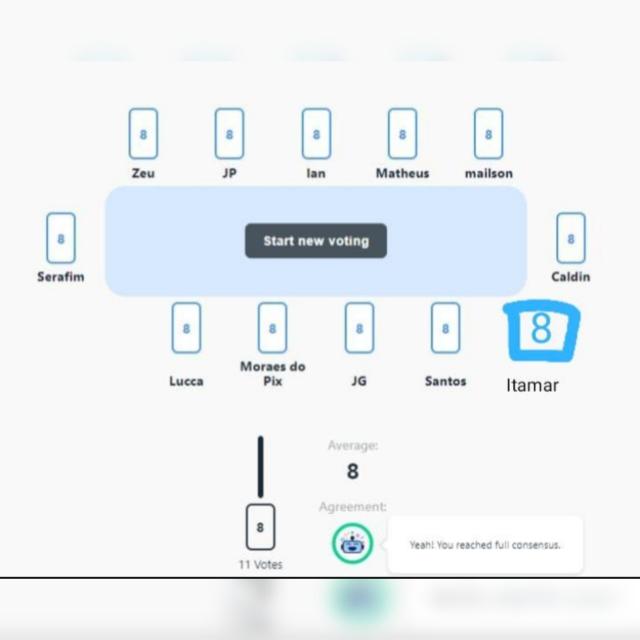 8 8 8 8 8
Zeu JP Ian Matheus mailson
8 Start new voting 8
Serafim Caldin
8 8 8 8 8
Lucca Moraes do Pix JG Santos Itamar
Average:
8
Agreement:
8
Yeah! You reached full consensus.
11 Votes